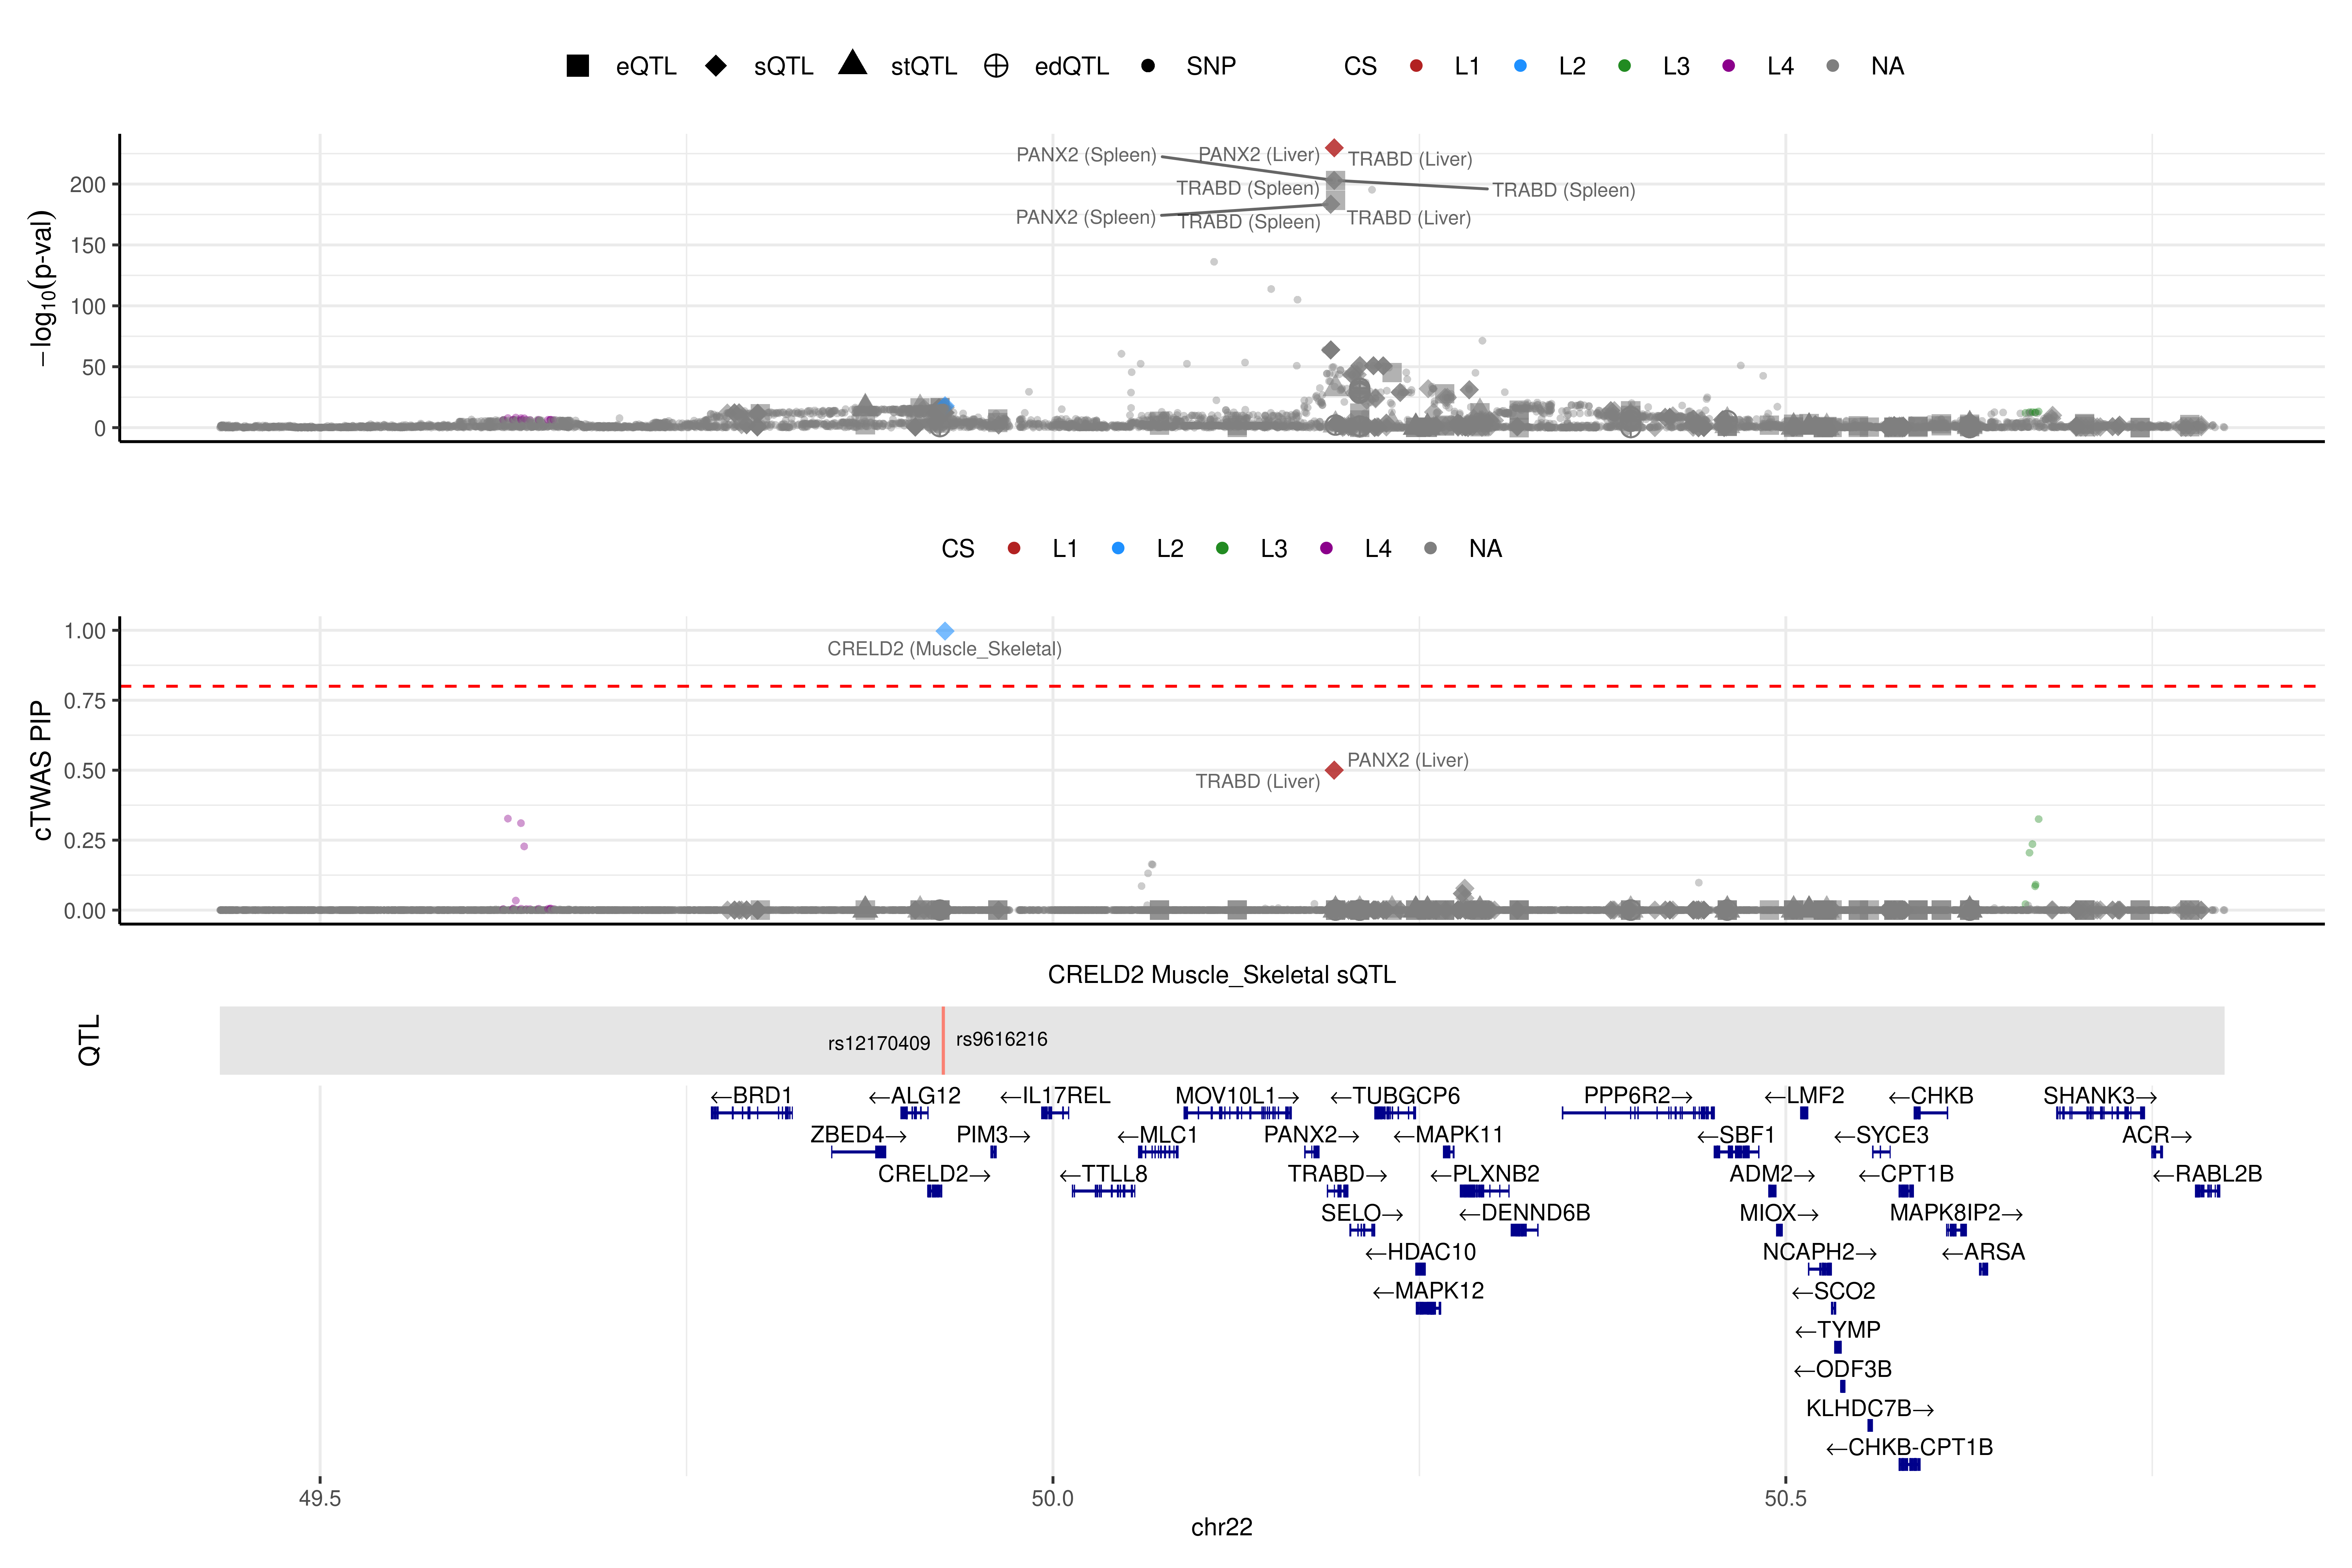 eQTL sQTL stQTL edQTL SNP CS L1 L2 L3 L4 NA
−log10(p-val)
200
150
100
50
0
PANX2 (Spleen) PANX2 (Liver) TRABD (Liver)
TRABD (Spleen) TRABD (Spleen)
PANX2 (Spleen) TRABD (Spleen) TRABD (Liver)
CS L1 L2 L3 L4 NA
cTWAS PIP
1.00
0.75
0.50
0.25
0.00
CRELD2 (Muscle_Skeletal)
PANX2 (Liver)
TRABD (Liver)
CRELD2 Muscle_Skeletal sQTL
QTL
rs12170409 rs9616216
←BRD1 ←ALG12 ←IL17REL MOV10L1→ ←TUBGCP6 PPP6R2→ ←LMF2 ←CHKB SHANK3→
ZBED4→ PIM3→ ←MLC1 PANX2→ ←MAPK11 ←SBF1 ←SYCE3 ACR→
CRELD2→ ←TTLL8 TRABD→ ←PLXNB2 ADM2→ ←CPT1B ←RABL2B
SELO→ ←DENND6B MIOX→ MAPK8IP2→
←HDAC10 NCAPH2→ ←ARSA
←MAPK12 ←SCO2
←TYMP
←ODF3B
KLHDC7B→
←CHKB-CPT1B
49.5 50.0 50.5
chr22